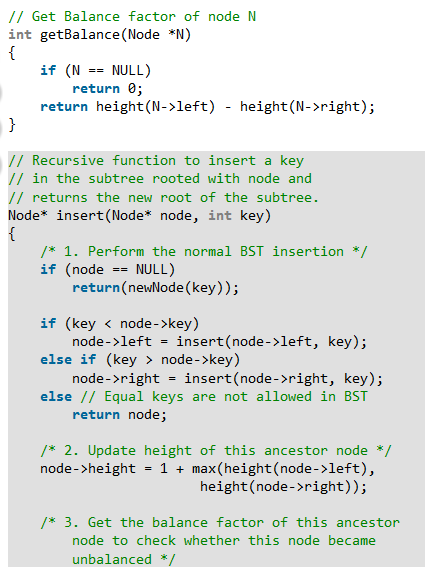 // Get Balance factor of node N
int getBalance(Node *N)
{
    if (N == NULL)
        return 0;
    return height(N->left) - height(N->right);
}
// Recursive function to insert a key
// in the subtree rooted with node and
// returns the new root of the subtree.
Node* insert(Node* node, int key)
{
    /* 1. Perform the normal BST insertion */
    if (node == NULL)
        return(newNode(key));
    if (key < node->key)
        node->left = insert(node->left, key);
    else if (key > node->key)
        node->right = insert(node->right, key);
    else // Equal keys are not allowed in BST
        return node;
    /* 2. Update height of this ancestor node */
    node->height = 1 + max(height(node->left),
                        height(node->right));
    /* 3. Get the balance factor of this ancestor
        node to check whether this node became
        unbalanced */